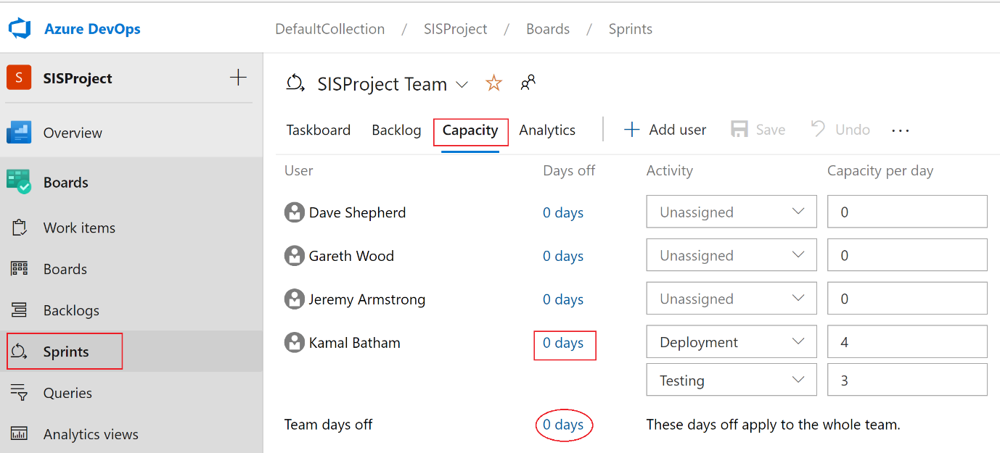 Azure DevOps
DefaultCollection / SISProject / Boards / Sprints
S SISProject
SISProject Team
Overview
Taskboard Backlog Capacity Analytics Add user Save Undo ...
User Days off Activity Capacity per day
Boards
Dave Shepherd 0 days Unassigned 0
Work items
Gareth Wood 0 days Unassigned 0
Boards
Jeremy Armstrong 0 days Unassigned 0
Backlogs
Kamal Batham 0 days Deployment 4
Sprints
Testing 3
Queries
Team days off 0 days These days off apply to the whole team.
Analytics views